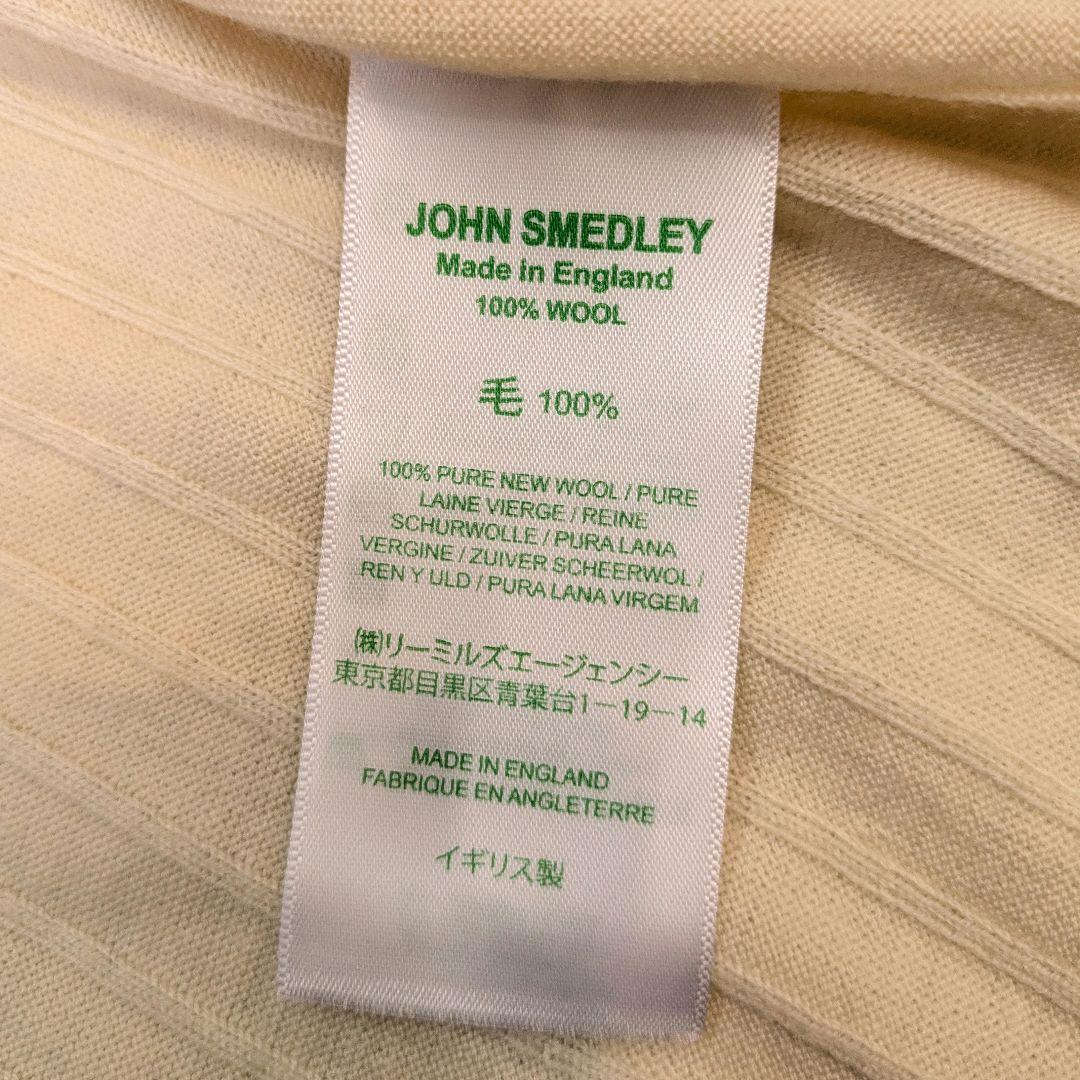 JOHN SMEDLEY
Made in England
100% WOOL
毛 100%
100% PURE NEW WOOL / PURE
LAINE VIERGE / REINE
SCHURWOLLE / PURA LANA
VERGINE / ZUIVER SCHEERWOL /
REN Y ULD / PURA LANA VIRGEM
㈱リーミルズエージェンシー
東京都目黒区青葉台1-19-14
MADE IN ENGLAND
FABRIQUE EN ANGLETERRE
イギリス製